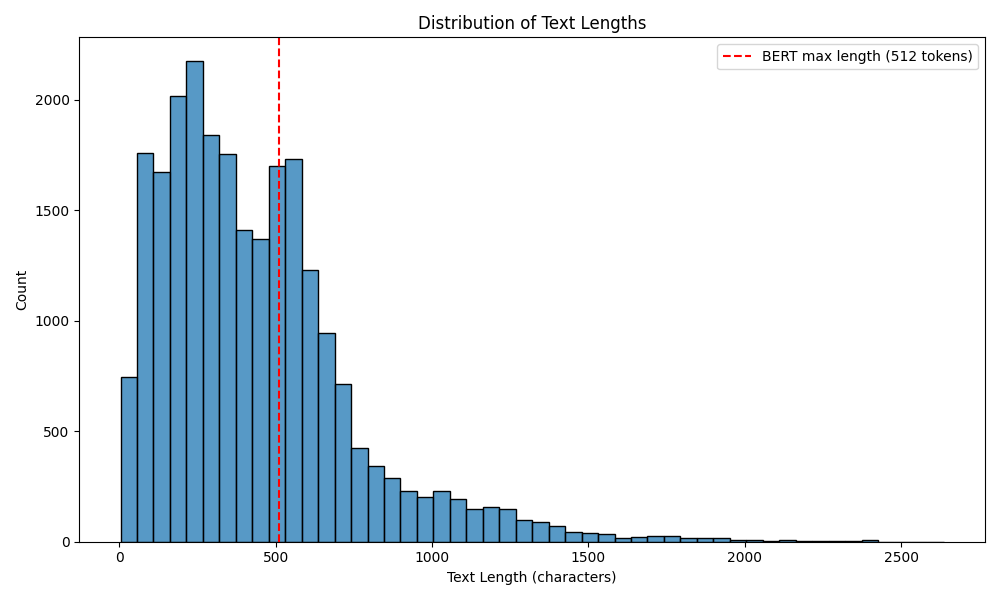 Distribution of Text Lengths
BERT max length (512 tokens)
Count
2000
1500
1000
500
0
0 500 1000 1500 2000 2500
Text Length (characters)